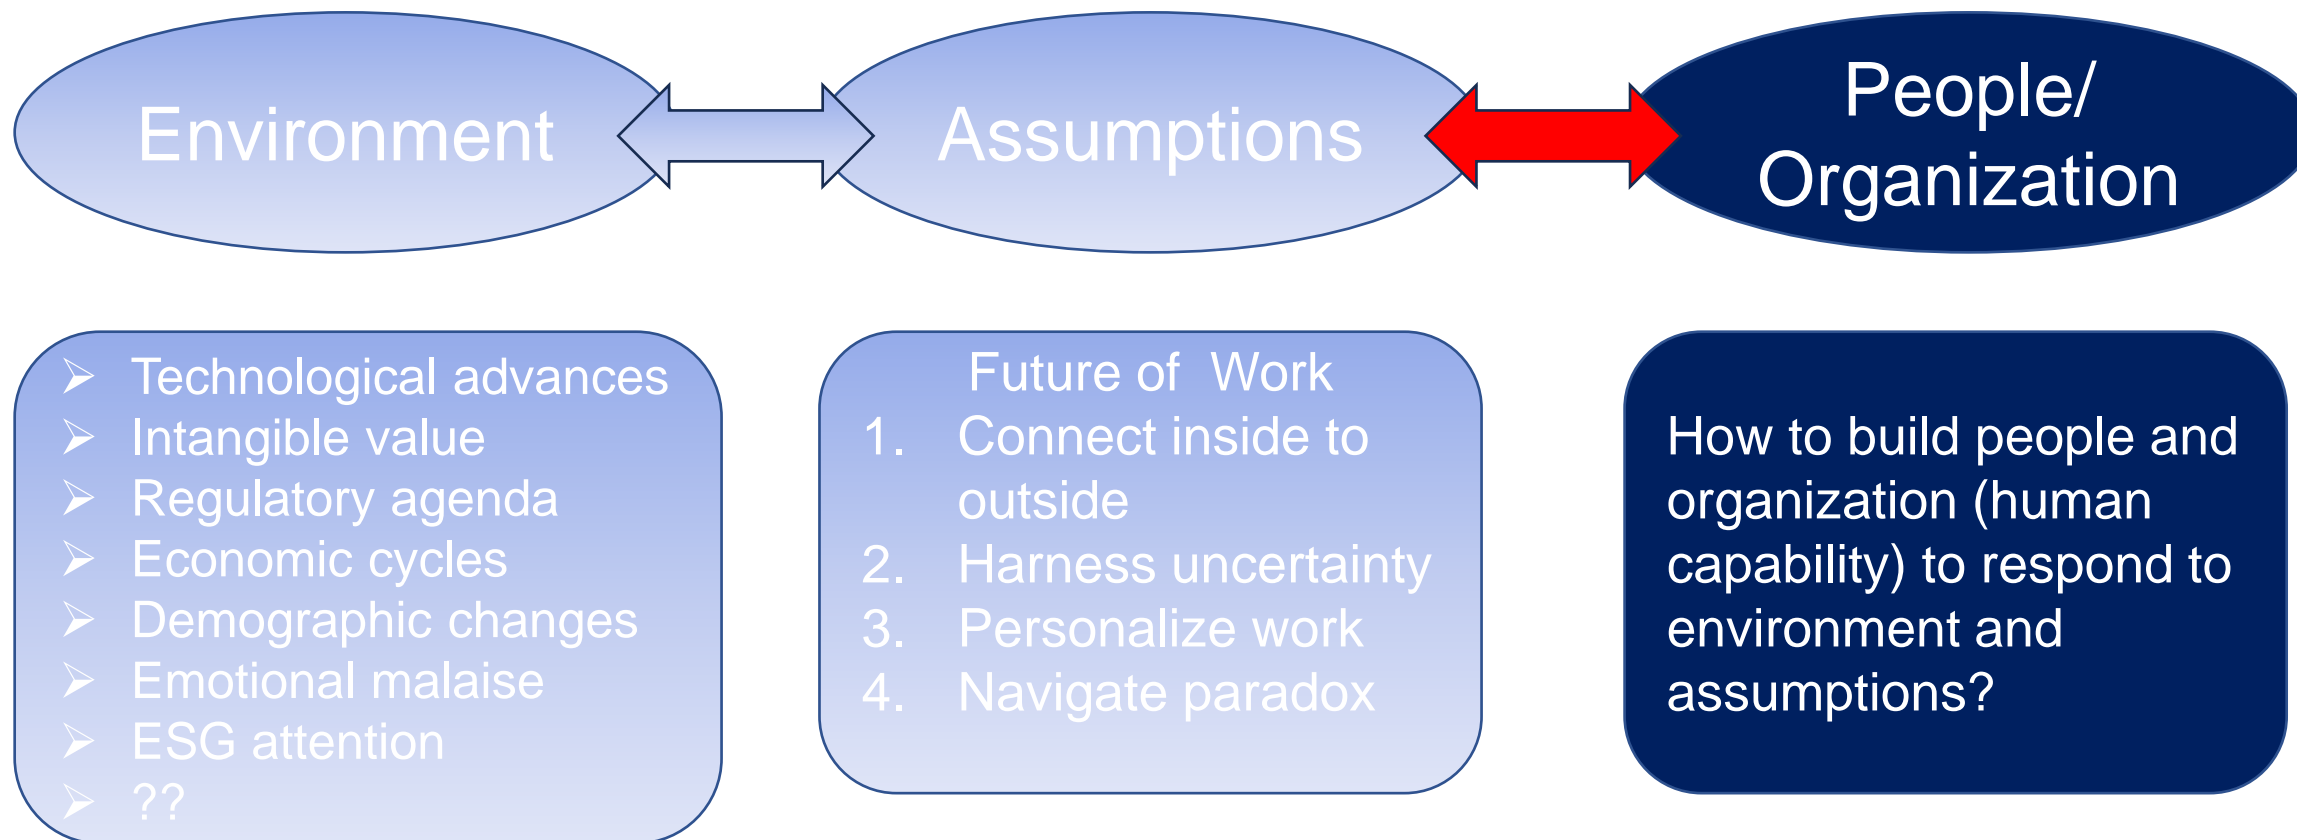 Environment
Assumptions
People/
Organization
➢ Technological advances
➢ Intangible value
➢ Regulatory agenda
➢ Economic cycles
➢ Demographic changes
➢ Emotional malaise
➢ ESG attention
➢ ??
Future of  Work
1. Connect inside to
outside
2. Harness uncertainty
3. Personalize work
4. Navigate paradox
How to build people and
organization (human
capability) to respond to
environment and
assumptions?